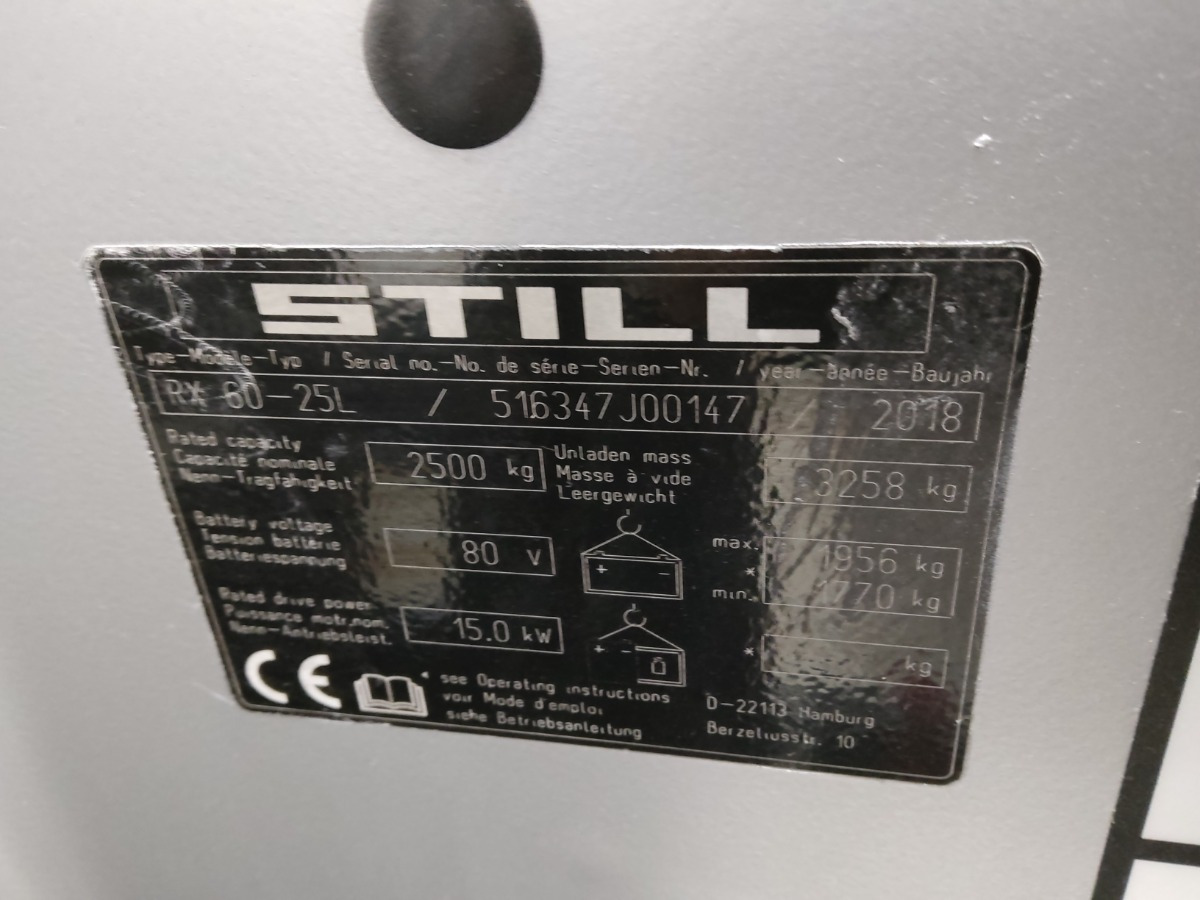 STILL
Type-Modèle-Typ / Serial no.-No. de série-Serien-Nr. / year-année-Baujahr
RX 60-25L / 516347J00147 / 2018
Rated capacity
Capacité nominale
Nenn-Tragfähigkeit
2500 kg
Unladen mass
Masse à vide
Leergewicht
3258 kg
Battery voltage
Tension batterie
Batteriespannung
80 V
+ -
max. 1956 kg
*
min. 1770 kg
Rated drive power
Puissance motr.nom.
Nenn-Antriebsleist.
15.0 kW
+ -
* kg
CE
* see Operating instructions
voir Mode d'emploi
siehe Betriebsanleitung
D-22113 Hamburg
Berzeliusstr. 10